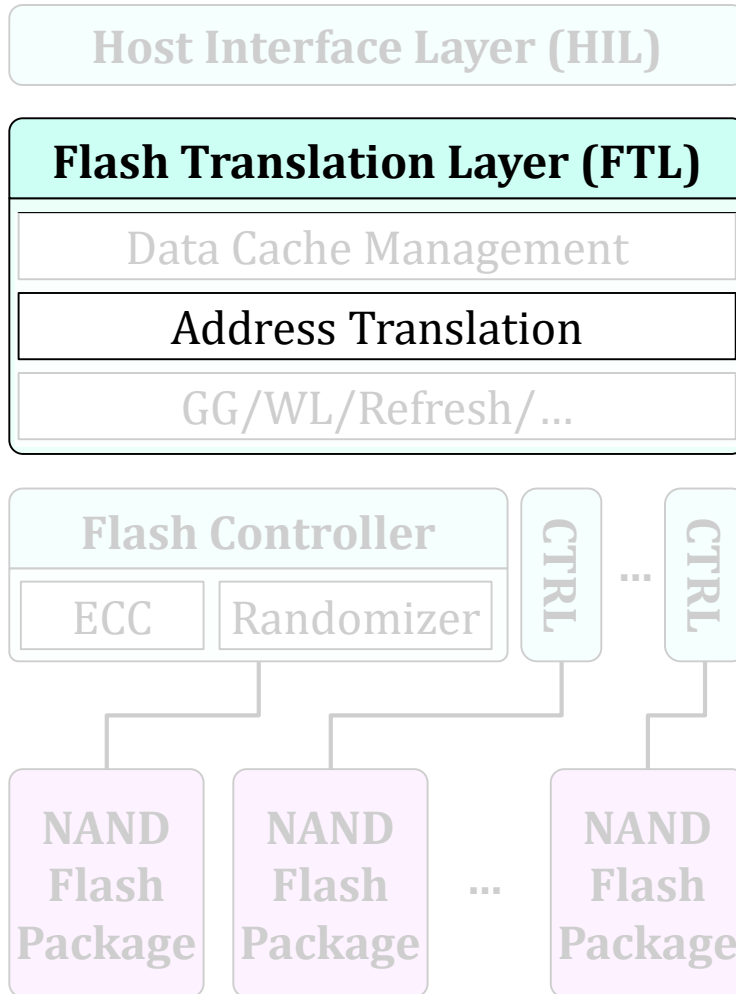 Host Interface Layer (HIL)
Flash Translation Layer (FTL)
Data Cache Management
Address Translation
GG/WL/Refresh/...
Flash Controller
ECC
Randomizer
CTRL
...
CTRL
NAND
Flash
Package
NAND
Flash
Package
...
NAND
Flash
Package